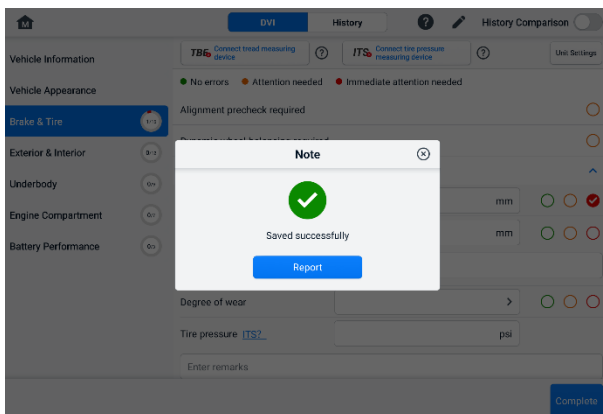 M
DVI
History
?
History Comparison
Vehicle Information
Vehicle Appearance
Brake & Tire
Exterior & Interior
Underbody
Engine Compartment
Battery Performance
TBE Connect tread measuring device
?
ITS Connect tire pressure measuring device
?
Unit Settings
No errors
Attention needed
Immediate attention needed
Alignment precheck required
Note
Saved successfully
Report
mm
mm
Degree of wear
Tire pressure ITS?
psi
Enter remarks
Complete